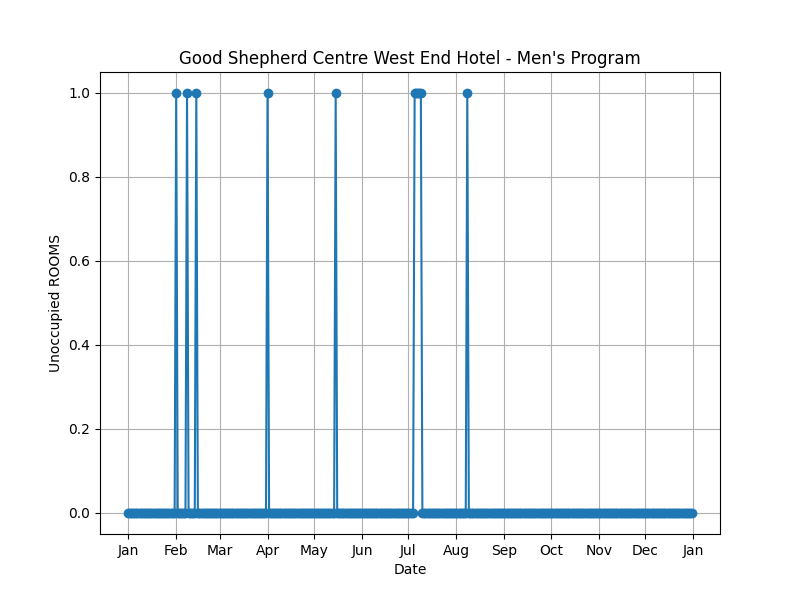 Good Shepherd Centre West End Hotel - Men's Program
1.0
0.8
0.6
0.4
0.2
0.0
Unoccupied ROOMS
Jan Feb Mar Apr May Jun Jul Aug Sep Oct Nov Dec Jan
Date